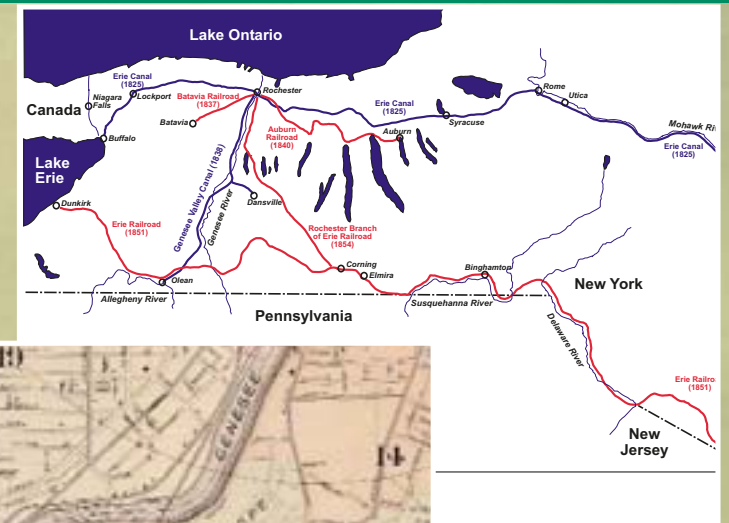 Lake Ontario
Erie Canal
(1825)
Niagara
Falls
Lockport
Batavia Railroad
(1837)
Rochester
Rome
Utica
Canada
Batavia
Erie Canal
(1825)
Syracuse
Mohawk
Erie Canal
(1825)
Buffalo
Auburn
Railroad
(1840)
Auburn
Lake
Erie
Genesee Valley Canal (1838)
Genesee River
Dansville
Dunkirk
Erie Railroad
(1851)
Rochester Branch
of Erie Railroad
(1854)
Corning
Elmira
Binghamton
Olean
New York
Allegheny River
Susquehanna River
Pennsylvania
Delaware River
Erie
(1851)
New
Jersey
GENESEE
14